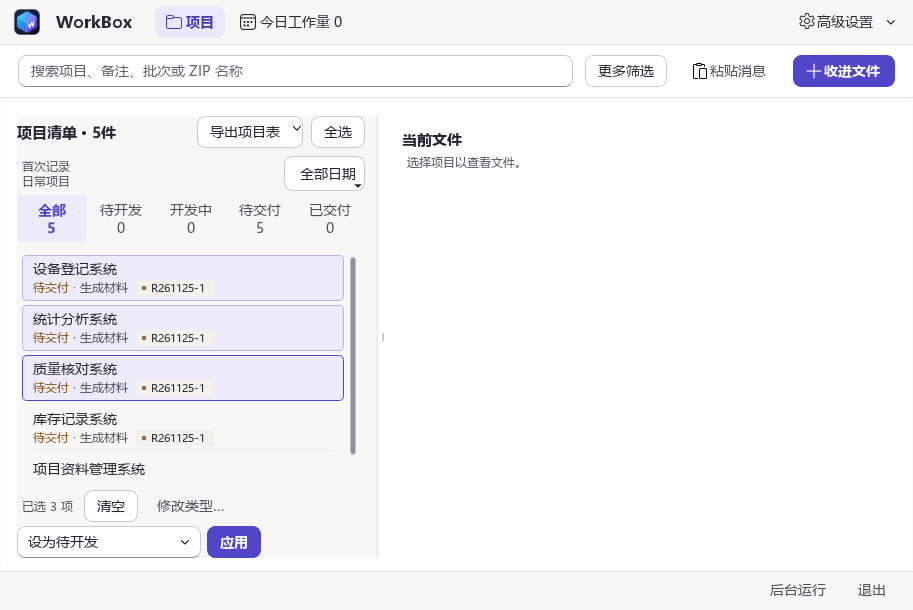 WorkBox 项目 今日工作量 0 高级设置
搜索项目、备注、批次或 ZIP 名称 更多筛选 粘贴消息 收进文件
项目清单 • 5件 导出项目表 全选
首次记录
日常项目
全部日期
全部 待开发 开发中 待交付 已交付
5 0 0 5 0
设备登记系统
待交付 · 生成材料 ▪ R261125-1
统计分析系统
待交付 · 生成材料 ▪ R261125-1
质量核对系统
待交付 · 生成材料 ▪ R261125-1
库存记录系统
待交付 · 生成材料 ▪ R261125-1
项目资料管理系统
已选 3 项 清空 修改类型...
设为待开发 应用
当前文件
选择项目以查看文件。
后台运行 退出